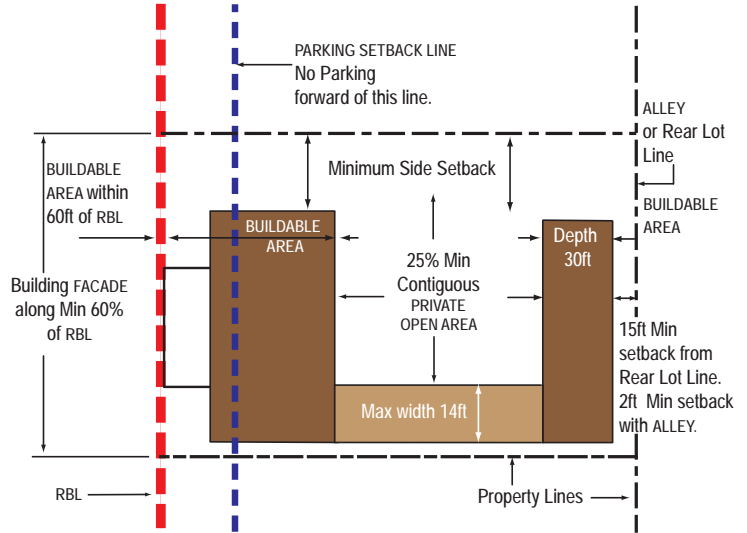 PARKING SETBACK LINE
No Parking
forward of this line.
ALLEY
or Rear Lot
Line
Minimum Side Setback
BUILDABLE
AREA within
60ft of RBL
BUILDABLE
AREA
BUILDABLE
AREA
Depth
30ft
25% Min
Contiguous
PRIVATE
OPEN AREA
Building FACADE
along Min 60%
of RBL
15ft Min
setback from
Rear Lot Line.
2ft Min setback
with ALLEY.
Max width 14ft
RBL
Property Lines